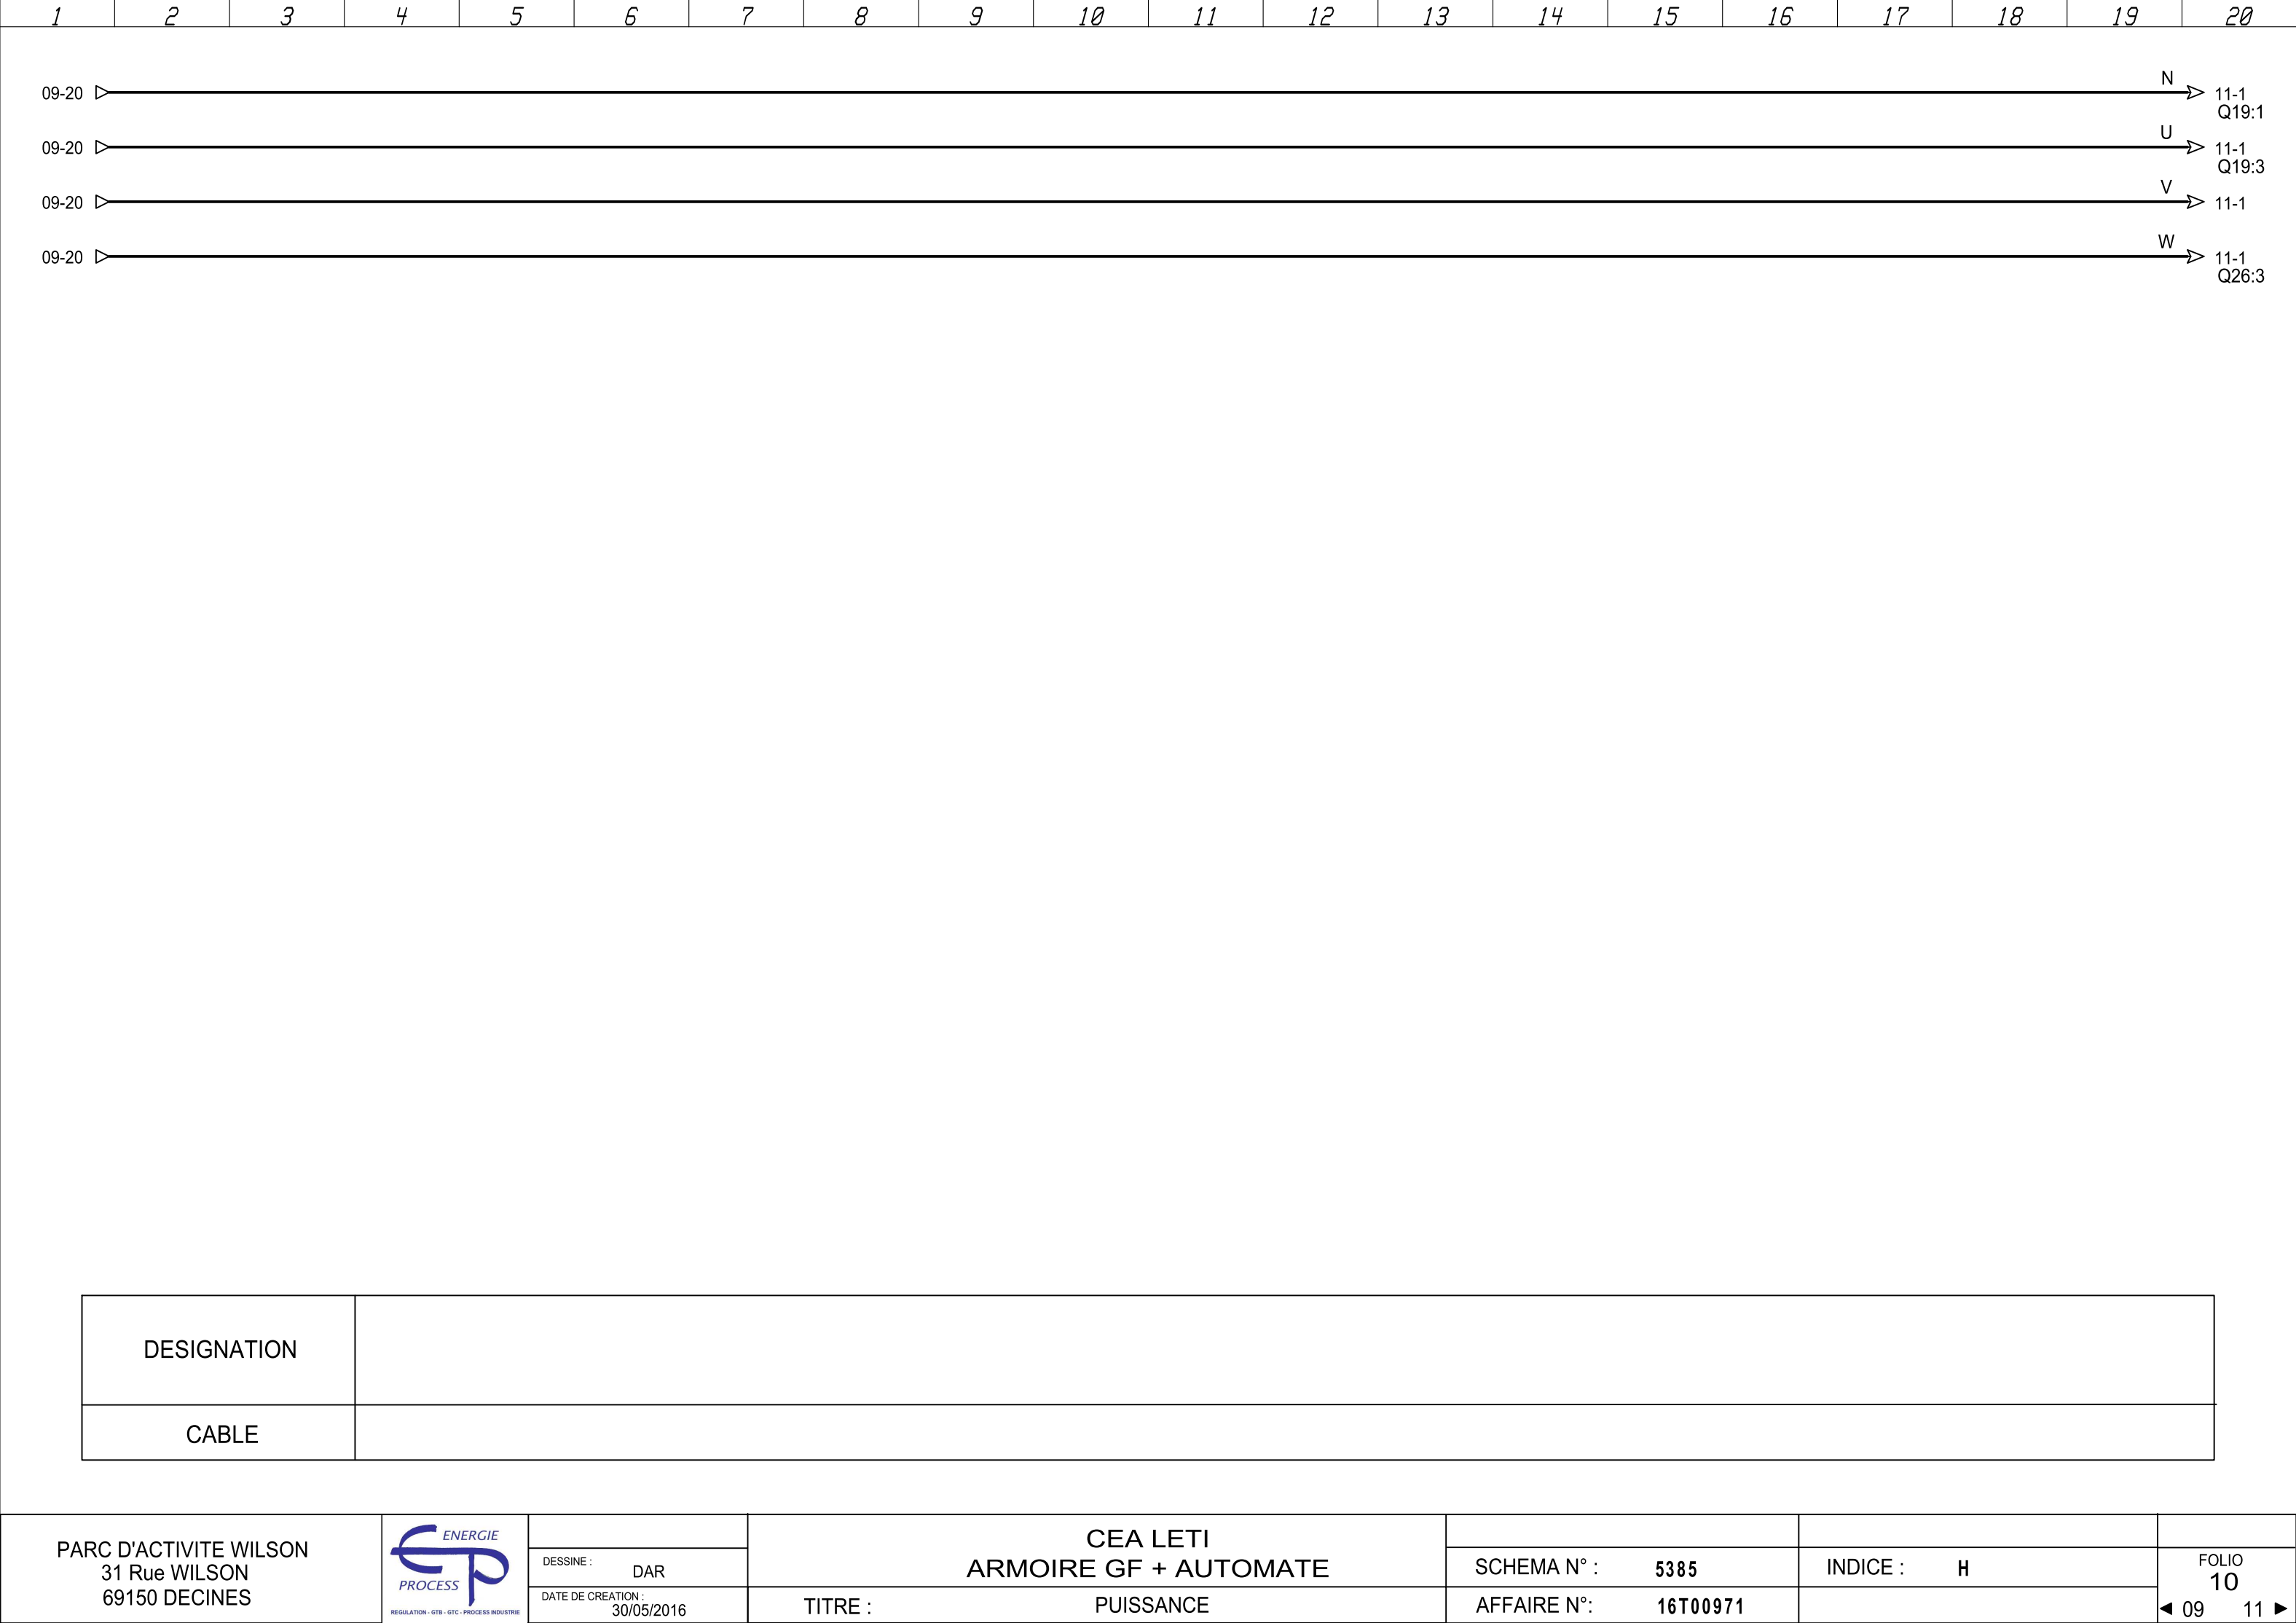 1 2 3 4 5 6 7 8 9 10 11 12 13 14 15 16 17 18 19 20
N
09-20 11-1
Q19:1
U
09-20 11-1
Q19:3
V
09-20 11-1
W
09-20 11-1
Q26:3
DESIGNATION
CABLE
PARC D'ACTIVITE WILSON
31 Rue WILSON
69150 DECINES
ENERGIE
PROCESS
REGULATION - GTB - GTC - PROCESS INDUSTRIE
DESSINE : DAR
DATE DE CREATION :
30/05/2016
CEA LETI
ARMOIRE GF + AUTOMATE
TITRE : PUISSANCE
SCHEMA N° : 5385
AFFAIRE N°: 16T00971
INDICE : H
FOLIO
10
09 11